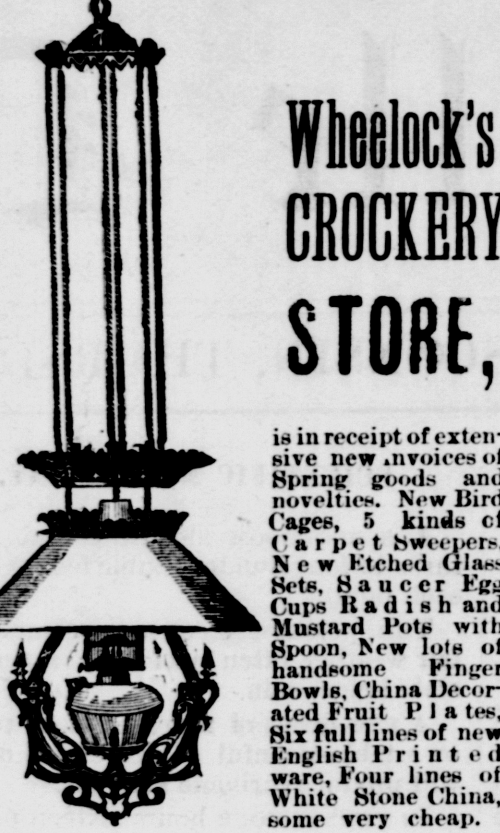 Wheelock's
CROCKERY
STORE,
is in receipt of exten-
sive new .nvoices of
Spring goods and
novelties. New Bird
Cages, 5 kinds of
Carpet Sweepers,
New Etched Glass
Sets, Saucer Egg
Cups Radish and
Mustard Pots with
Spoon, New lots of
handsome Finger
Bowls, China Decor-
ated Fruit Plates,
Six full lines of new
English Printed
ware, Four lines of
White Stone China,
some very cheap.